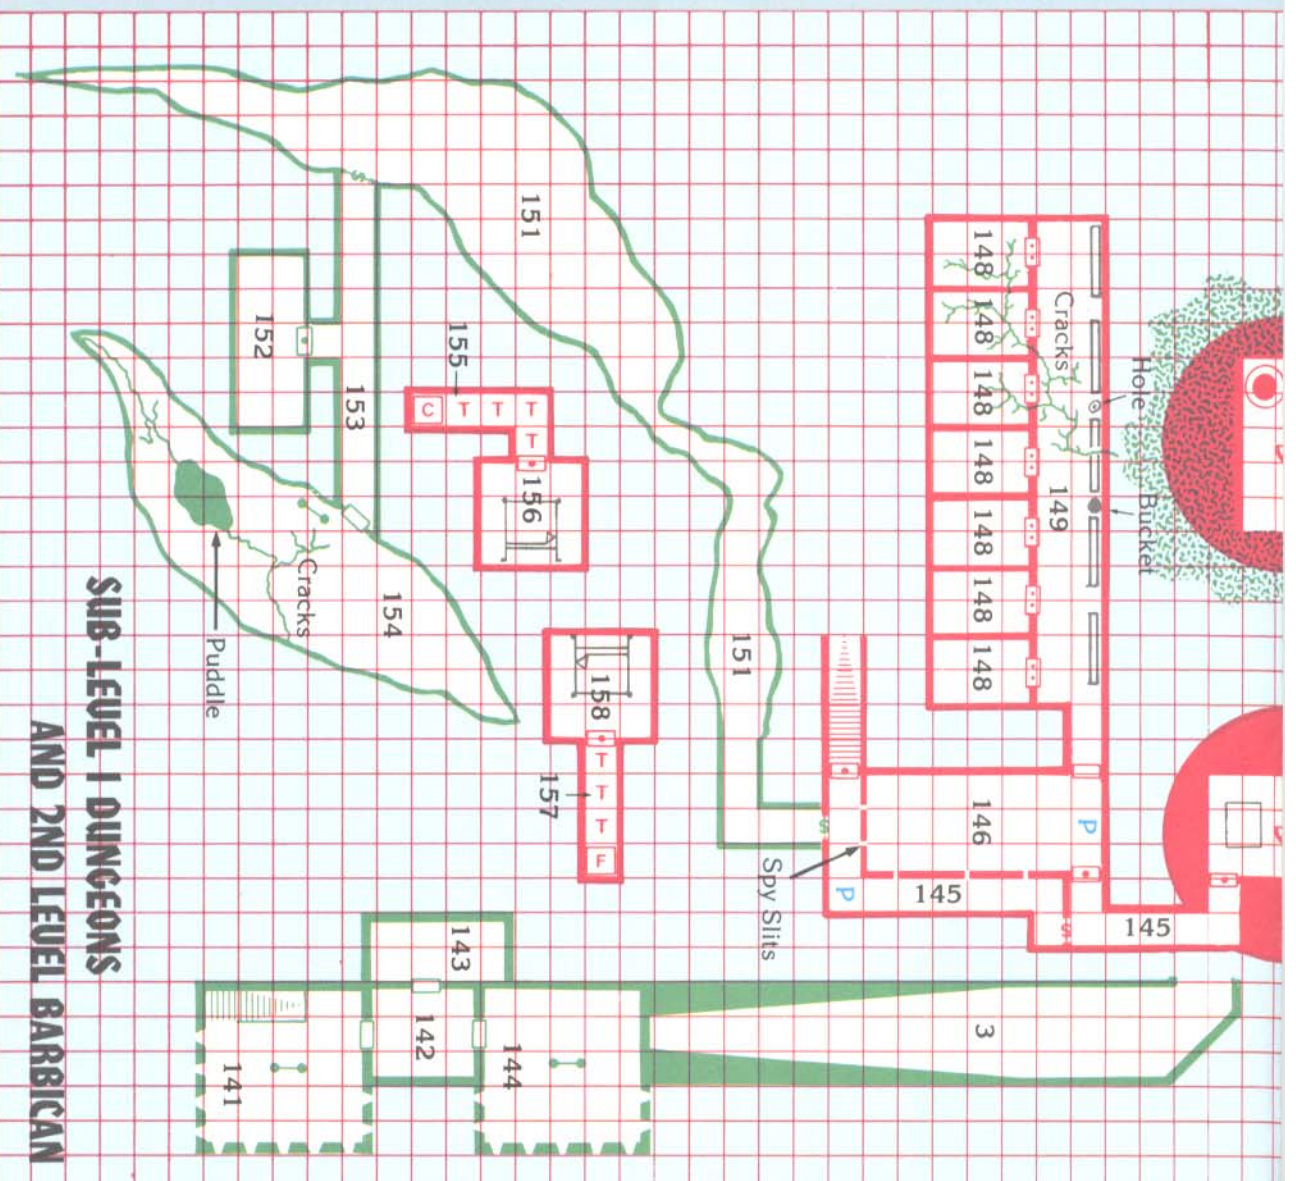 Hole
Bucket
Cracks
149
148
148
148
148
148
148
148
P
146
145
145
S
P
S
Spy Slits
151
151
S
155
C
T
T
T
T
156
158
T
T
T
F
157
153
152
154
Cracks
Puddle
3
143
142
144
141
SUB-LEVEL I DUNGEONS
AND 2ND LEVEL BARBICAN